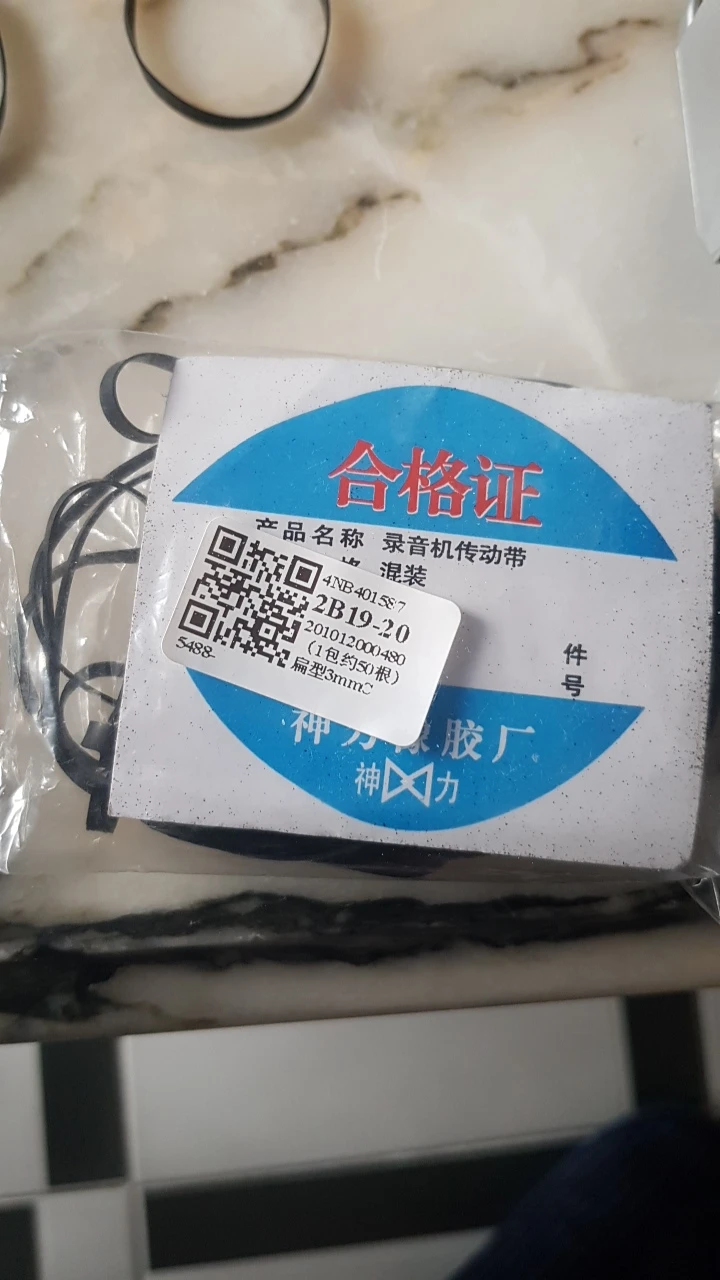 合格证
产品名称 录音机传动带
格 混装
4NB401587
2B19-20
201012000480
(1包约50根)
扁型3mm
5488-
件
号
神力橡胶厂
神 力